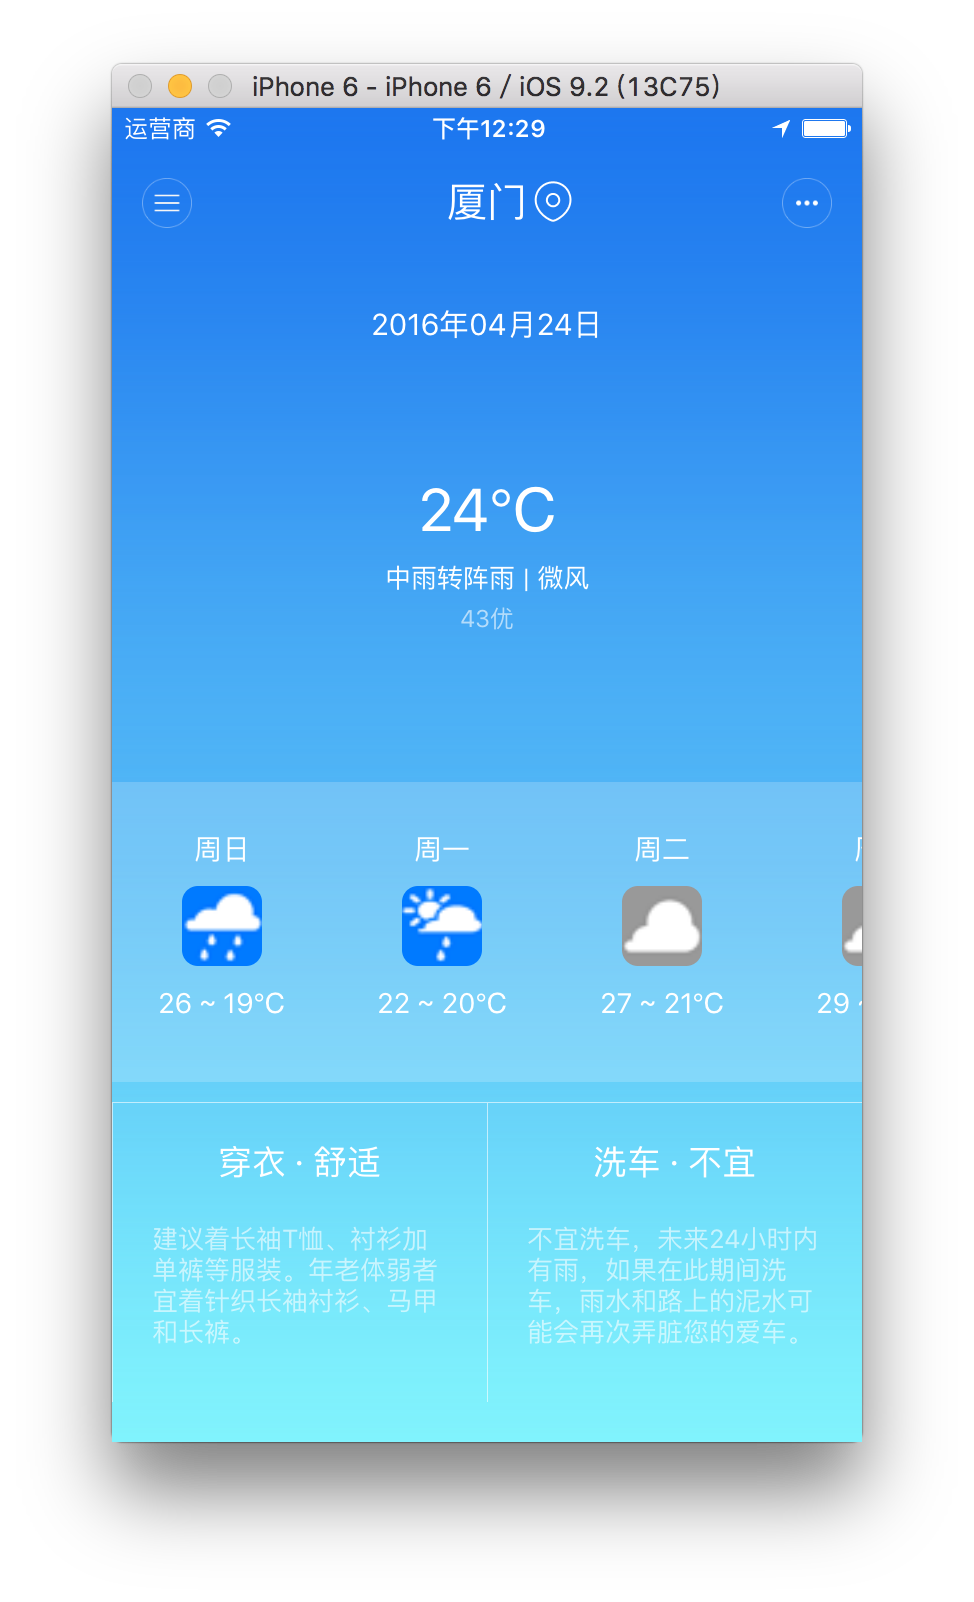 iPhone 6 - iPhone 6 / iOS 9.2 (13C75)
运营商 下午12:29
厦门
2016年04月24日
24°C
中雨转阵雨 | 微风
43优
周日 周一 周二
26 ~ 19°C 22 ~ 20°C 27 ~ 21°C 29 ~
穿衣 · 舒适
建议着长袖T恤、衬衫加
单裤等服装。年老体弱者
宜着针织长袖衬衫、马甲
和长裤。
洗车 · 不宜
不宜洗车，未来24小时内
有雨，如果在此期间洗
车，雨水和路上的泥水可
能会再次弄脏您的爱车。